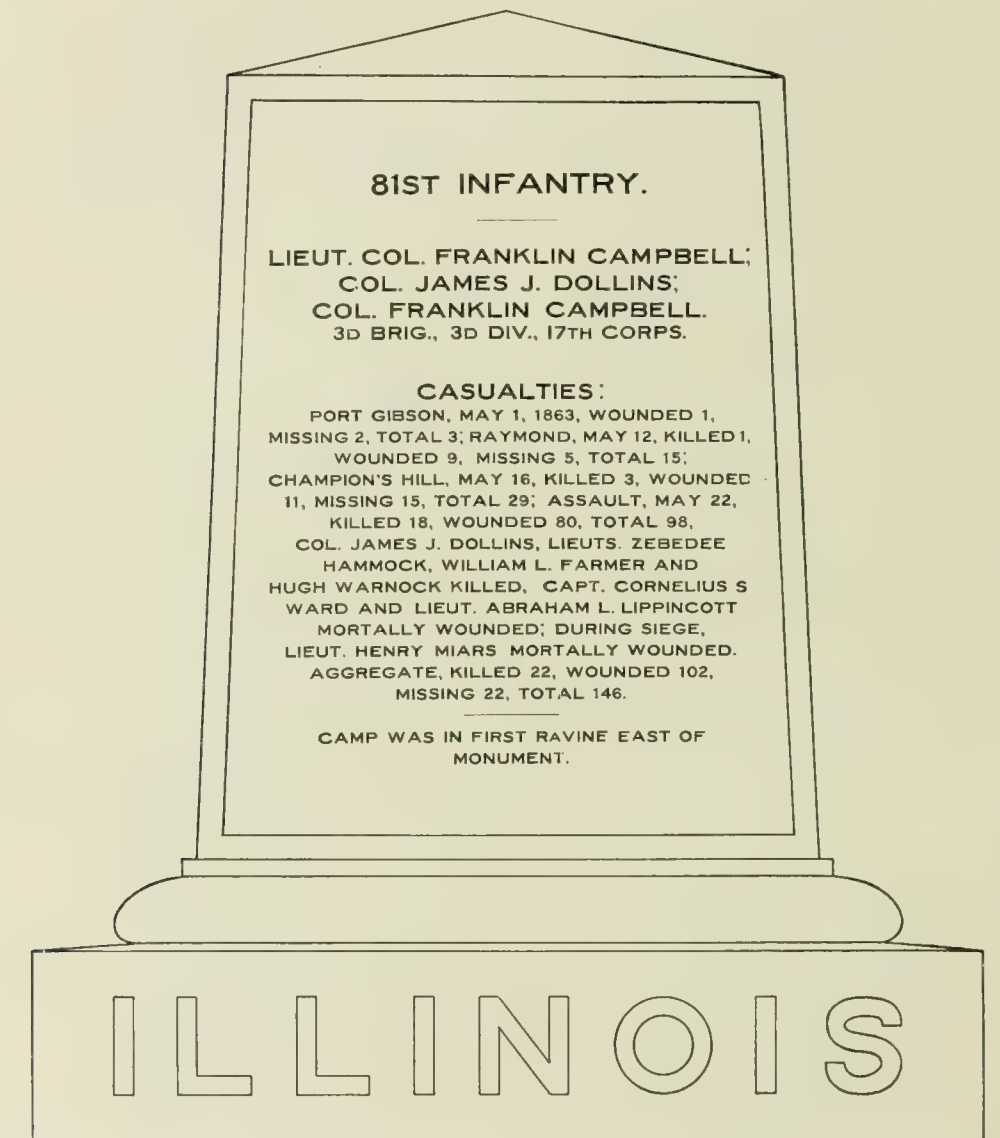 81ST INFANTRY.
LIEUT. COL. FRANKLIN CAMPBELL;
COL. JAMES J. DOLLINS;
COL. FRANKLIN CAMPBELL.
3D BRIG., 3D DIV., 17TH CORPS.
CASUALTIES:
PORT GIBSON, MAY 1, 1863, WOUNDED 1,
MISSING 2, TOTAL 3; RAYMOND, MAY 12, KILLED 1,
WOUNDED 9, MISSING 5, TOTAL 15;
CHAMPION'S HILL, MAY 16, KILLED 3, WOUNDED
11, MISSING 15, TOTAL 29; ASSAULT, MAY 22,
KILLED 18, WOUNDED 80, TOTAL 98,
COL. JAMES J. DOLLINS, LIEUTS. ZEBEDEE
HAMMOCK, WILLIAM L. FARMER AND
HUGH WARNOCK KILLED, CAPT. CORNELIUS S
WARD AND LIEUT. ABRAHAM L. LIPPINCOTT
MORTALLY WOUNDED; DURING SIEGE,
LIEUT. HENRY MIARS MORTALLY WOUNDED.
AGGREGATE, KILLED 22, WOUNDED 102,
MISSING 22, TOTAL 146.
CAMP WAS IN FIRST RAVINE EAST OF
MONUMENT.
ILLINOIS